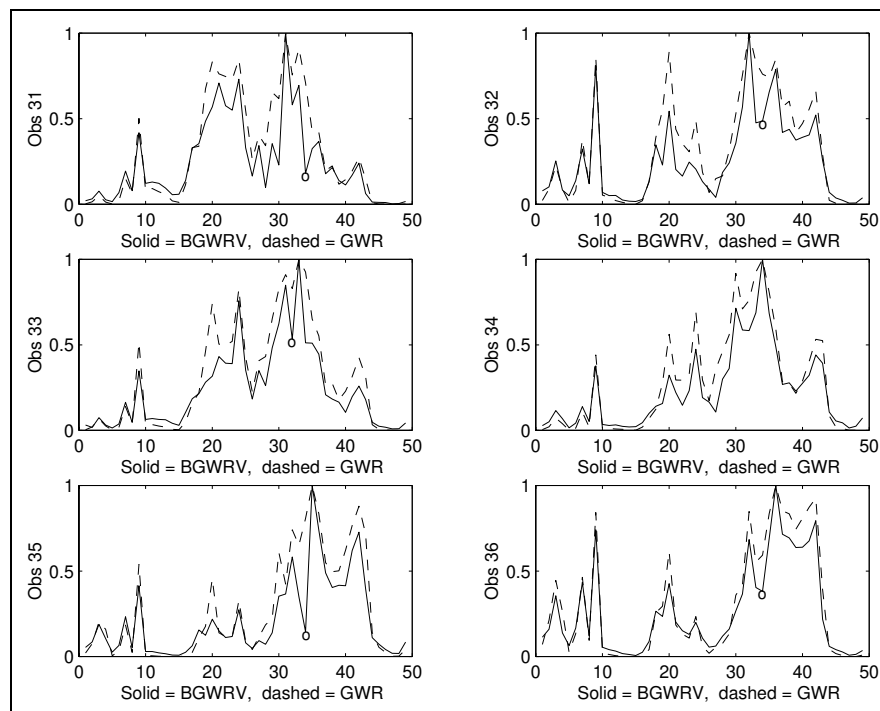 1
0.5
0
Obs 31
0 10 20 30 40 50
Solid = BGWRV, dashed = GWR
o
1
0.5
0
Obs 32
0 10 20 30 40 50
Solid = BGWRV, dashed = GWR
o
1
0.5
0
Obs 33
0 10 20 30 40 50
Solid = BGWRV, dashed = GWR
o
1
0.5
0
Obs 34
0 10 20 30 40 50
Solid = BGWRV, dashed = GWR
1
0.5
0
Obs 35
0 10 20 30 40 50
Solid = BGWRV, dashed = GWR
o
1
0.5
0
Obs 36
0 10 20 30 40 50
Solid = BGWRV, dashed = GWR
o